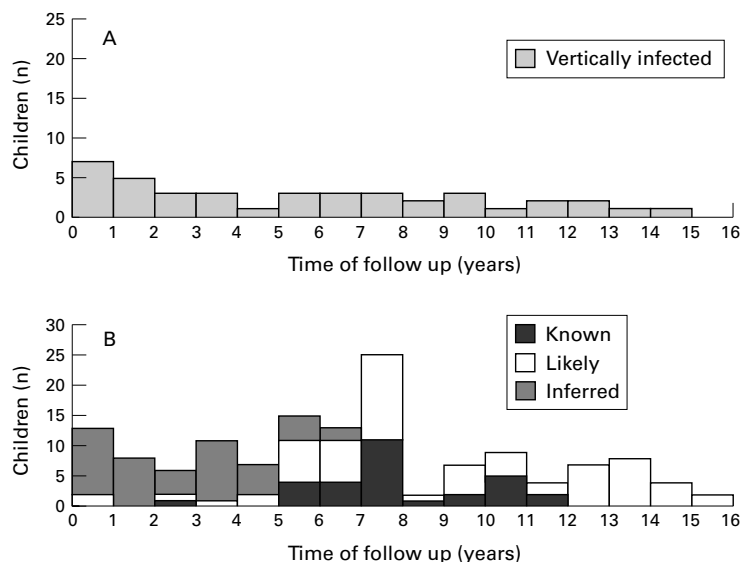 A
Vertically infected
Children (n)
25
20
15
10
5
0
0 1 2 3 4 5 6 7 8 9 10 11 12 13 14 15 16
Time of follow up (years)
B
Known
Likely
Inferred
Children (n)
30
25
20
15
10
5
0
0 1 2 3 4 5 6 7 8 9 10 11 12 13 14 15 16
Time of follow up (years)